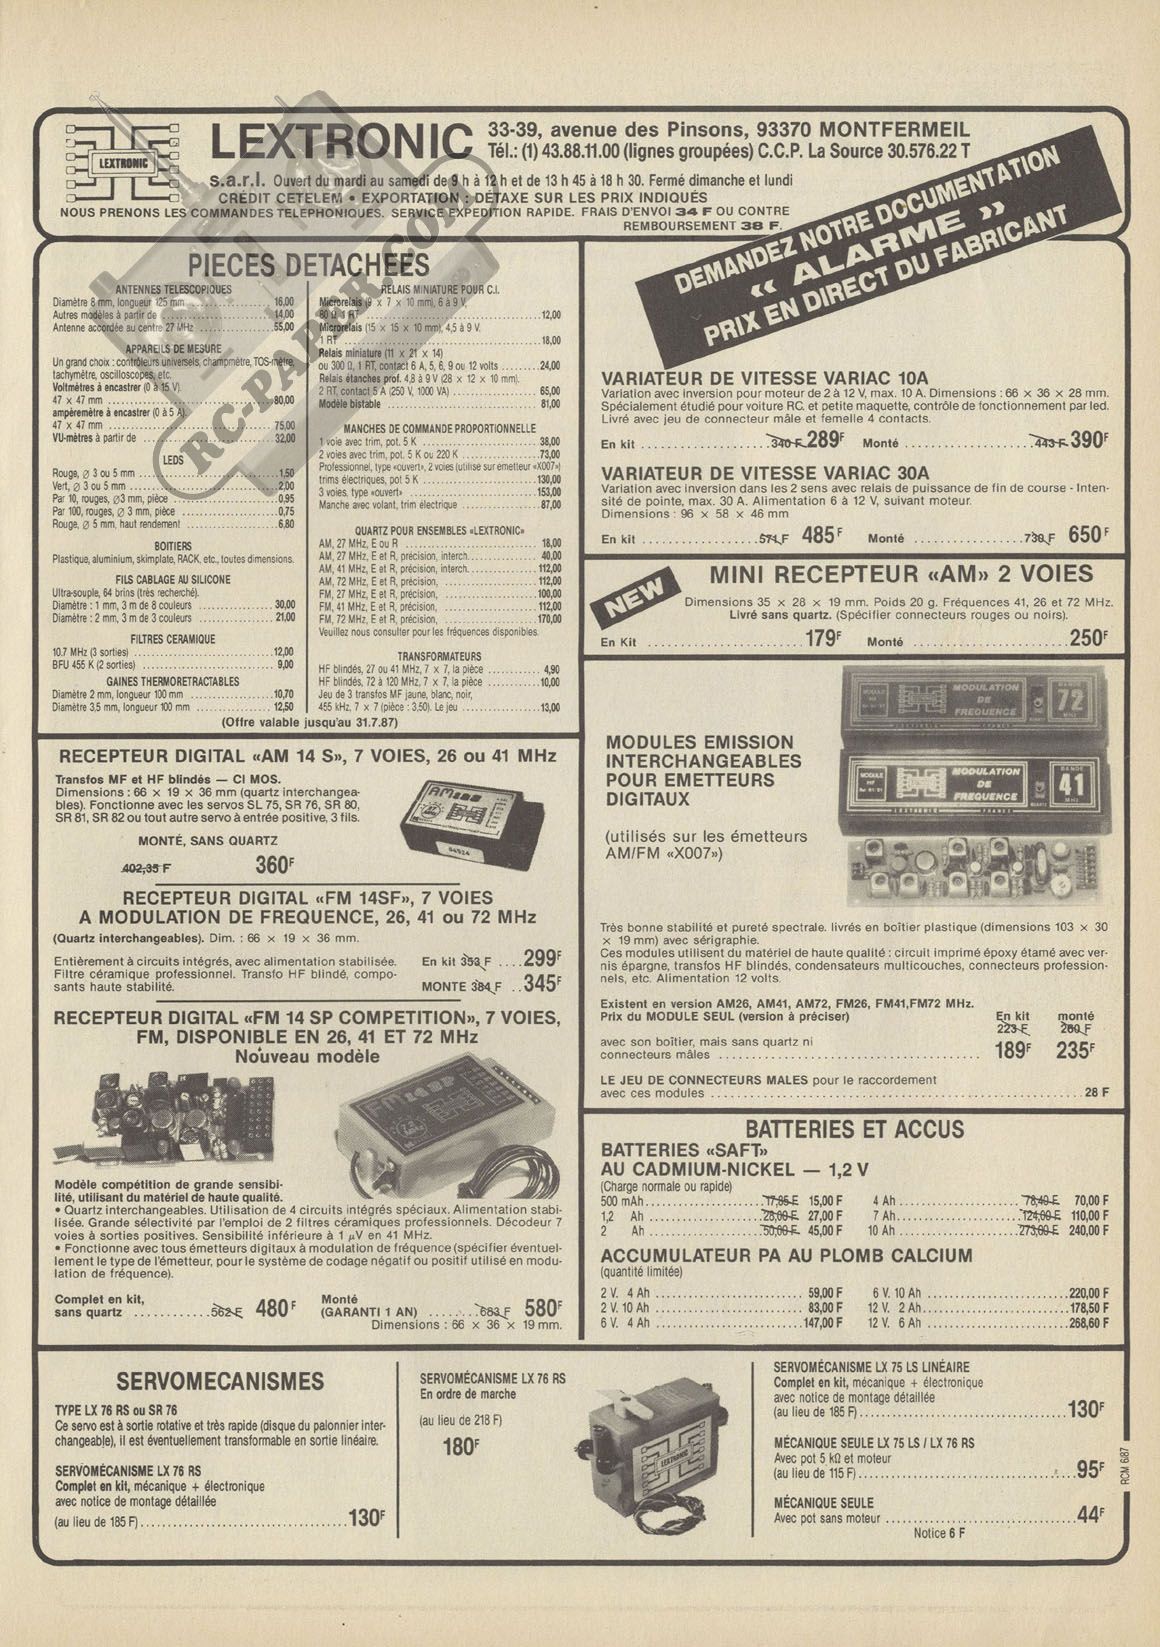 LEXTRONIC
LEXTRONIC
33-39, avenue des Pinsons, 93370 MONTFERMEIL
Tél.: (1) 43.88.11.00 (lignes groupées) C.C.P. La Source 30.576.22 T
s.a.r.l. Ouvert du mardi au samedi de 9 h à 12 h et de 13 h 45 à 18 h 30. Fermé dimanche et lundi
CRÉDIT CETELEM • EXPORTATION : DÉTAXE SUR LES PRIX INDIQUÉS
NOUS PRENONS LES COMMANDES TELEPHONIQUES. SERVICE EXPEDITION RAPIDE. FRAIS D'ENVOI 34 F OU CONTRE
REMBOURSEMENT 38 F.
DEMANDEZ NOTRE DOCUMENTATION
« ALARME »
PRIX EN DIRECT DU FABRICANT
RC-PAPER.COM
PIECES DETACHEES
ANTENNES TELESCOPIQUES
Diamètre 8 mm, longueur 125 mm ........ 16,00
Autres modèles à partir de ........ 14,00
Antenne accordée au centre 27 MHz ........ 55,00
APPAREILS DE MESURE
Un grand choix : contrôleurs universels, champmètre, TOS-mètre,
tachymètre, oscilloscopes, etc.
Voltmètres à encastrer (0 à 15 V).
47 × 47 mm ........ 80,00
ampèremètre à encastrer (0 à 5 A).
47 × 47 mm ........ 75,00
VU-mètres à partir de ........ 32,00
LEDS
Rouge, ∅ 3 ou 5 mm ........ 1,50
Vert, ∅ 3 ou 5 mm ........ 2,00
Par 10, rouges, ∅3 mm, pièce ........ 0,95
Par 100, rouges, ∅ 3 mm, pièce ........ 0,75
Rouge, ∅ 5 mm, haut rendement ........ 6,80
BOITIERS
Plastique, aluminium, skimplate, RACK, etc., toutes dimensions.
FILS CABLAGE AU SILICONE
Ultra-souple, 64 brins (très recherché).
Diamètre : 1 mm, 3 m de 8 couleurs ........ 30,00
Diamètre : 2 mm, 3 m de 3 couleurs ........ 21,00
FILTRES CERAMIQUE
10.7 MHz (3 sorties) ........ 12,00
BFU 455 K (2 sorties) ........ 9,00
GAINES THERMORETRACTABLES
Diamètre 2 mm, longueur 100 mm ........ 10,70
Diamètre 3,5 mm, longueur 100 mm ........ 12,50
RELAIS MINIATURE POUR C.I.
Microrelais (9 × 7 × 10 mm), 6 à 9 V,
80 Ω 1 RT ........ 12,00
Microrelais (15 × 15 × 10 mm), 4,5 à 9 V.
1 RT ........ 18,00
Relais miniature (11 × 21 × 14)
ou 300 Ω, 1 RT, contact 6 A, 5, 6, 9 ou 12 volts ........ 24,00
Relais étanches prof. 4,8 à 9 V (28 × 12 × 10 mm).
2 RT, contact 5 A (250 V, 1000 VA) ........ 65,00
Modèle bistable ........ 81,00
MANCHES DE COMMANDE PROPORTIONNELLE
1 voie avec trim, pot. 5 K ........ 38,00
2 voies avec trim, pot. 5 K ou 220 K ........ 73,00
Professionnel, type «ouvert», 2 voies (utilisé sur émetteur «X007»)
trims électriques, pot 5 K ........ 130,00
3 voies, type «ouvert» ........ 153,00
Manche avec volant, trim électrique ........ 87,00
QUARTZ POUR ENSEMBLES «LEXTRONIC»
AM, 27 MHz, E ou R ........ 18,00
AM, 27 MHz, E et R, précision, interch. ........ 40,00
AM, 41 MHz, E et R, précision, interch. ........ 112,00
AM, 72 MHz, E et R, précision, ........ 112,00
FM, 27 MHz, E et R, précision, ........ 100,00
FM, 41 MHz, E et R, précision, ........ 112,00
FM, 72 MHz, E et R, précision, ........ 170,00
Veuillez nous consulter pour les fréquences disponibles.
TRANSFORMATEURS
HF blindés, 27 ou 41 MHz, 7 × 7, la pièce ........ 4,90
HF blindés, 72 à 120 MHz, 7 × 7, la pièce ........ 10,00
Jeu de 3 transfos MF jaune, blanc, noir,
455 kHz, 7 × 7 (pièce : 3,50). Le jeu ........ 13,00
(Offre valable jusqu'au 31.7.87)
VARIATEUR DE VITESSE VARIAC 10A
Variation avec inversion pour moteur de 2 à 12 V, max. 10 A. Dimensions : 66 × 36 × 28 mm.
Spécialement étudié pour voiture RC. et petite maquette, contrôle de fonctionnement par led.
Livré avec jeu de connecteur mâle et femelle 4 contacts.
En kit ........ 340 F 289F Monté ........ 443 F 390F
VARIATEUR DE VITESSE VARIAC 30A
Variation avec inversion dans les 2 sens avec relais de puissance de fin de course - Inten-
sité de pointe, max. 30 A. Alimentation 6 à 12 V, suivant moteur.
Dimensions : 96 × 58 × 46 mm
En kit ........ 571 F 485F Monté ........ 730 F 650F
NEW
MINI RECEPTEUR «AM» 2 VOIES
Dimensions 35 × 28 × 19 mm. Poids 20 g. Fréquences 41, 26 et 72 MHz.
Livré sans quartz. (Spécifier connecteurs rouges ou noirs).
En Kit ........ 179F Monté ........ 250F
MODULES EMISSION
INTERCHANGEABLES
POUR EMETTEURS
DIGITAUX
(utilisés sur les émetteurs
AM/FM «X007»)
MODULATION
DE
FREQUENCE
72
MHz
MODULE
HF
MODULATION
DE
FREQUENCE
BANDE
41
MHz
LEXTRONIC FRANCE
Très bonne stabilité et pureté spectrale. livrés en boîtier plastique (dimensions 103 × 30
× 19 mm) avec sérigraphie.
Ces modules utilisent du matériel de haute qualité : circuit imprimé époxy étamé avec ver-
nis épargne, transfos HF blindés, condensateurs multicouches, connecteurs profession-
nels, etc. Alimentation 12 volts.
Existent en version AM26, AM41, AM72, FM26, FM41,FM72 MHz.
Prix du MODULE SEUL (version à préciser) En kit monté
223 F 260 F
avec son boîtier, mais sans quartz ni
connecteurs mâles ........ 189F 235F
LE JEU DE CONNECTEURS MALES pour le raccordement
avec ces modules ........ 28 F
RECEPTEUR DIGITAL «AM 14 S», 7 VOIES, 26 ou 41 MHz
Transfos MF et HF blindés — CI MOS.
Dimensions : 66 × 19 × 36 mm (quartz interchangea-
bles). Fonctionne avec les servos SL 75, SR 76, SR 80,
SR 81, SR 82 ou tout autre servo à entrée positive, 3 fils.
MONTÉ, SANS QUARTZ
402,35 F 360F
RECEPTEUR DIGITAL «FM 14SF», 7 VOIES
A MODULATION DE FREQUENCE, 26, 41 ou 72 MHz
(Quartz interchangeables). Dim. : 66 × 19 × 36 mm.
Entièrement à circuits intégrés, avec alimentation stabilisée.
Filtre céramique professionnel. Transfo HF blindé, compo-
sants haute stabilité.
En kit 353 F ....299F
MONTE 384 F ..345F
RECEPTEUR DIGITAL «FM 14 SP COMPETITION», 7 VOIES,
FM, DISPONIBLE EN 26, 41 ET 72 MHz
Nouveau modèle
FM14SP
Modèle compétition de grande sensibi-
lité, utilisant du matériel de haute qualité.
• Quartz interchangeables. Utilisation de 4 circuits intégrés spéciaux. Alimentation stabi-
lisée. Grande sélectivité par l'emploi de 2 filtres céramiques professionnels. Décodeur 7
voies à sorties positives. Sensibilité inférieure à 1 μV en 41 MHz.
• Fonctionne avec tous émetteurs digitaux à modulation de fréquence (spécifier éventuel-
lement le type de l'émetteur, pour le système de codage négatif ou positif utilisé en modu-
lation de fréquence).
Complet en kit,
sans quartz ........ 562 F 480F
Monté
(GARANTI 1 AN) ........ 683 F 580F
Dimensions : 66 × 36 × 19 mm.
BATTERIES ET ACCUS
BATTERIES «SAFT»
AU CADMIUM-NICKEL — 1,2 V
(Charge normale ou rapide)
500 mAh ........ 17,85 F 15,00 F 4 Ah ........ 78,40 F 70,00 F
1,2 Ah ........ 28,00 F 27,00 F 7 Ah ........ 124,00 F 110,00 F
2 Ah ........ 50,00 F 45,00 F 10 Ah ........ 273,00 F 240,00 F
ACCUMULATEUR PA AU PLOMB CALCIUM
(quantité limitée)
2 V. 4 Ah ........ 59,00 F 6 V. 10 Ah ........ 220,00 F
2 V. 10 Ah ........ 83,00 F 12 V. 2 Ah ........ 178,50 F
6 V. 4 Ah ........ 147,00 F 12 V. 6 Ah ........ 268,60 F
SERVOMECANISMES
TYPE LX 76 RS OU SR 76
Ce servo est à sortie rotative et très rapide (disque du palonnier inter-
changeable), il est éventuellement transformable en sortie linéaire.
SERVOMÉCANISME LX 76 RS
Complet en kit, mécanique + électronique
avec notice de montage détaillée
(au lieu de 185 F) ........ 130F
SERVOMÉCANISME LX 76 RS
En ordre de marche
(au lieu de 218 F)
180F
LEXTRONIC
SERVOMÉCANISME LX 75 LS LINÉAIRE
Complet en kit, mécanique + électronique
avec notice de montage détaillée
(au lieu de 185 F) ........ 130F
MÉCANIQUE SEULE LX 75 LS / LX 76 RS
Avec pot 5 kΩ et moteur
(au lieu de 115 F) ........ 95F
MÉCANIQUE SEULE
Avec pot sans moteur ........ 44F
Notice 6 F
RCM 6/87